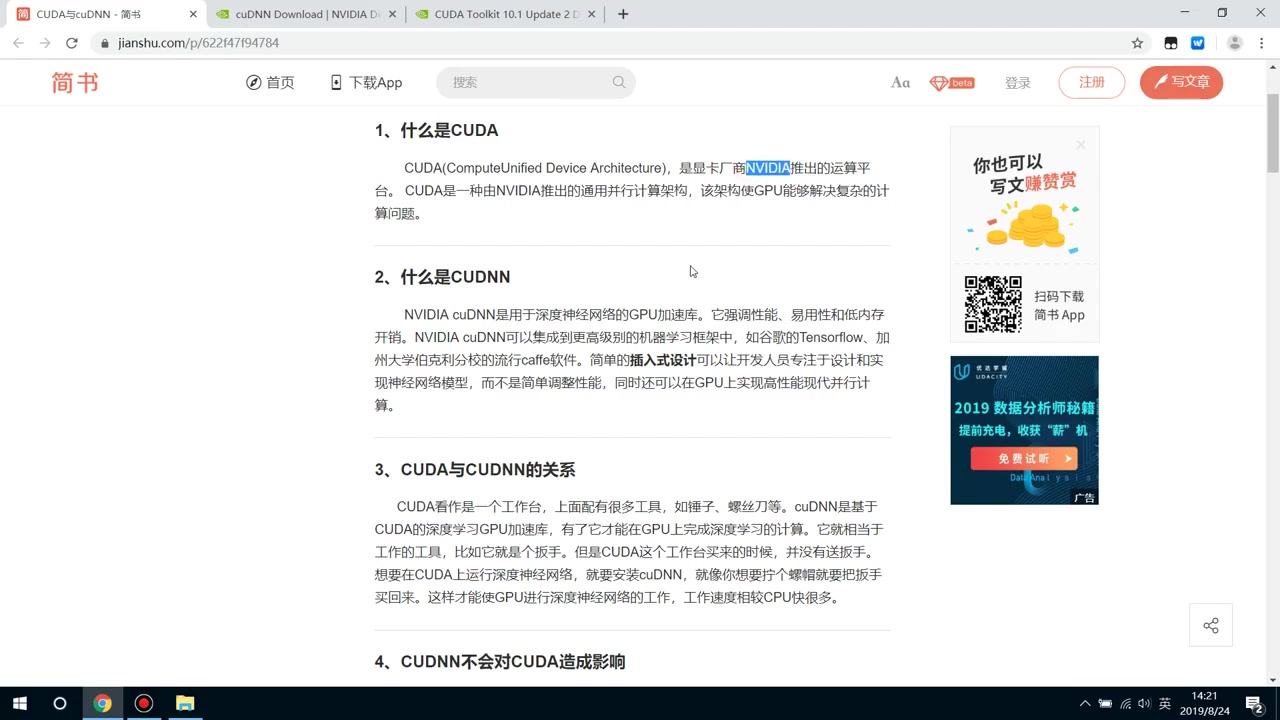 CUDA与cuDNN - 简书
cuDNN Download | NVIDIA De
CUDA Toolkit 10.1 Update 2 D
jianshu.com/p/622f47f94784
简书
首页
下载App
搜索
Aa
beta
登录
注册
写文章
1、什么是CUDA
CUDA(ComputeUnified Device Architecture)，是显卡厂商NVIDIA推出的运算平
台。 CUDA是一种由NVIDIA推出的通用并行计算架构，该架构使GPU能够解决复杂的计
算问题。
2、什么是CUDNN
NVIDIA cuDNN是用于深度神经网络的GPU加速库。它强调性能、易用性和低内存
开销。NVIDIA cuDNN可以集成到更高级别的机器学习框架中，如谷歌的Tensorflow、加
州大学伯克利分校的流行caffe软件。简单的插入式设计可以让开发人员专注于设计和实
现神经网络模型，而不是简单调整性能，同时还可以在GPU上实现高性能现代并行计
算。
3、CUDA与CUDNN的关系
CUDA看作是一个工作台，上面配有很多工具，如锤子、螺丝刀等。cuDNN是基于
CUDA的深度学习GPU加速库，有了它才能在GPU上完成深度学习的计算。它就相当于
工作的工具，比如它就是个扳手。但是CUDA这个工作台买来的时候，并没有送扳手。
想要在CUDA上运行深度神经网络，就要安装cuDNN，就像你想要拧个螺帽就要把扳手
买回来。这样才能使GPU进行深度神经网络的工作，工作速度相较CPU快很多。
4、CUDNN不会对CUDA造成影响
你也可以
写文赚赞赏
扫码下载
简书 App
优达学城
UDACITY
2019 数据分析师秘籍
提前充电，收获“薪”机
免费试听 >
Data Analysis
广告
英
14:21
2019/8/24
2